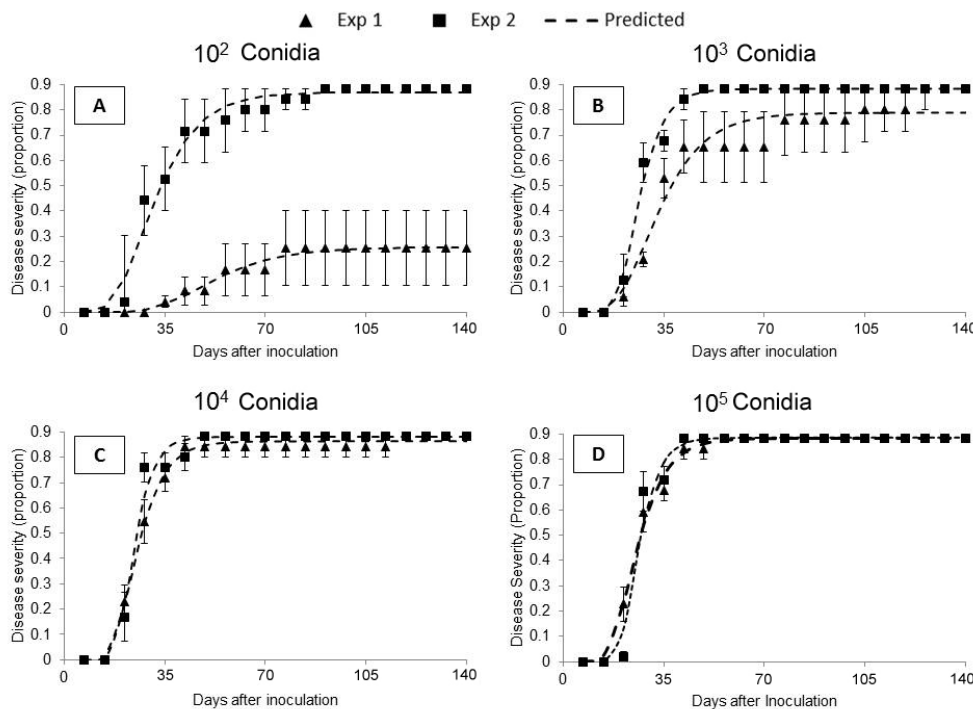 Exp 1 Exp 2 Predicted
10² Conidia
A
Disease severity (proportion)
0.9
0.8
0.7
0.6
0.5
0.4
0.3
0.2
0.1
0
0 35 70 105 140
Days after inoculation
10³ Conidia
B
Disease severity (proportion)
0.9
0.8
0.7
0.6
0.5
0.4
0.3
0.2
0.1
0
0 35 70 105 140
Days after inoculation
10⁴ Conidia
C
Disease severity (proportion)
0.9
0.8
0.7
0.6
0.5
0.4
0.3
0.2
0.1
0
0 35 70 105 140
Days after inoculation
10⁵ Conidia
D
Disease Severity (Proportion)
0.9
0.8
0.7
0.6
0.5
0.4
0.3
0.2
0.1
0
0 35 70 105 140
Days after Inoculation